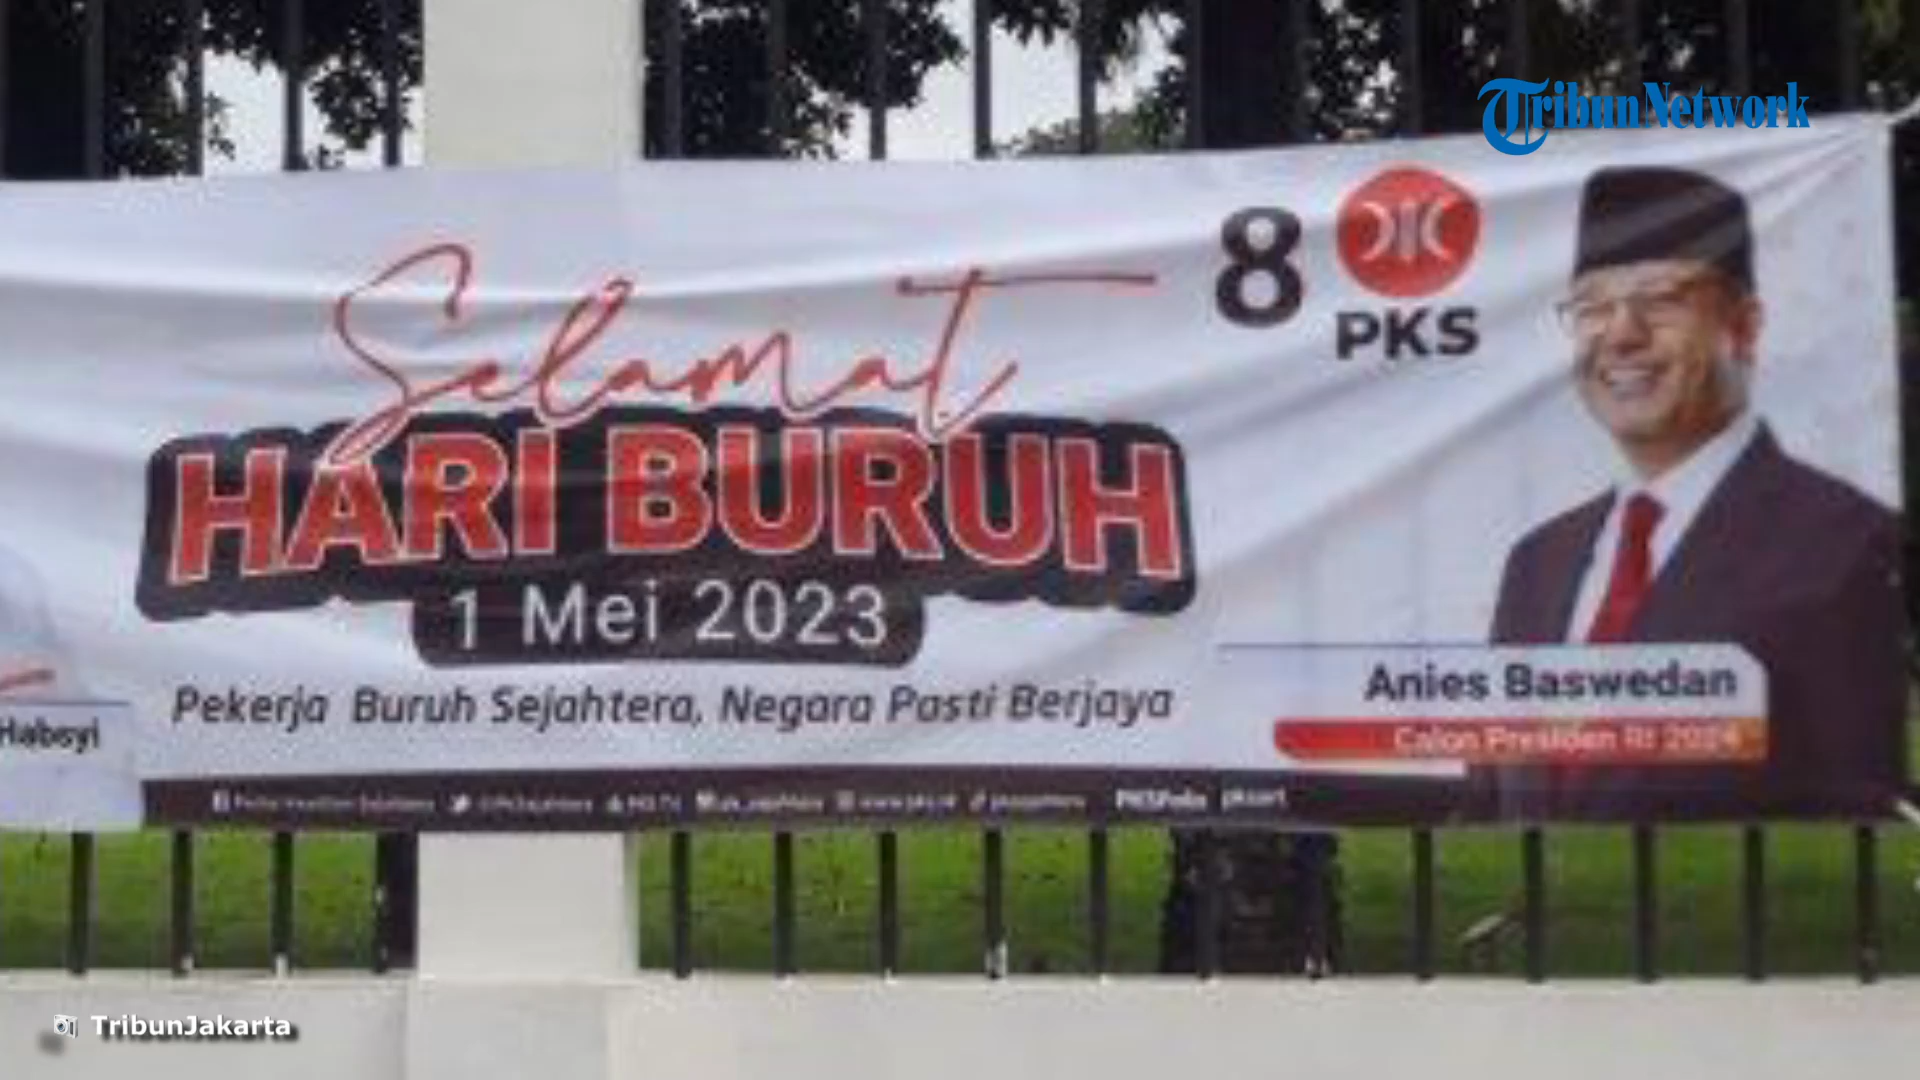 TribunNetwork
8 PKS
Selamat
HARI BURUH
1 Mei 2023
Pekerja Buruh Sejahtera, Negara Pasti Berjaya
Habsyi
Anies Baswedan
Calon Presiden RI 2024
TribunJakarta